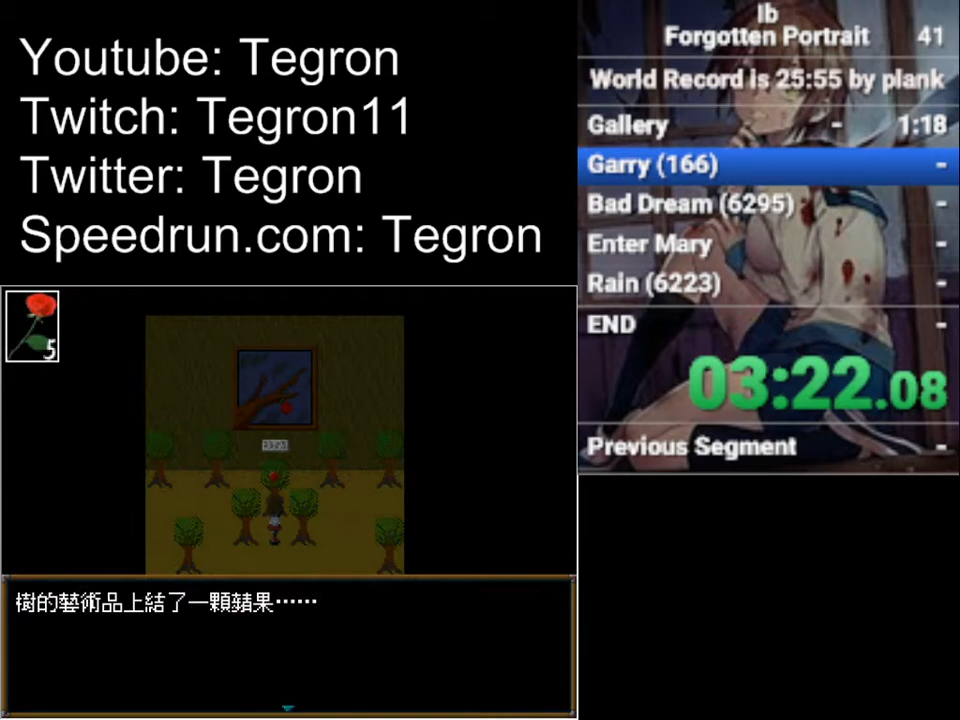 Youtube: Tegron
Twitch: Tegron11
Twitter: Tegron
Speedrun.com: Tegron
Ib
Forgotten Portrait 41
World Record is 25:55 by plank
Gallery - 1:18
Garry (166) -
Bad Dream (6295) -
Enter Mary -
Rain (6223) -
END -
03:22.08
Previous Segment -
5
樹的藝術品上結了一顆蘋果⋯⋯